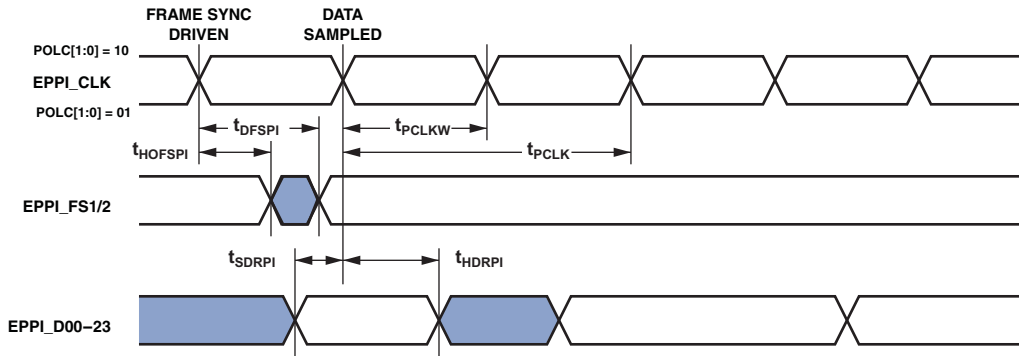 FRAME SYNC
DRIVEN
DATA
SAMPLED
POLC[1:0] = 10
EPPI_CLK
POLC[1:0] = 01
tDFSPI
tPCLKW
tHOFSPI
tPCLK
EPPI_FS1/2
tSDRPI
tHDRPI
EPPI_D00–23